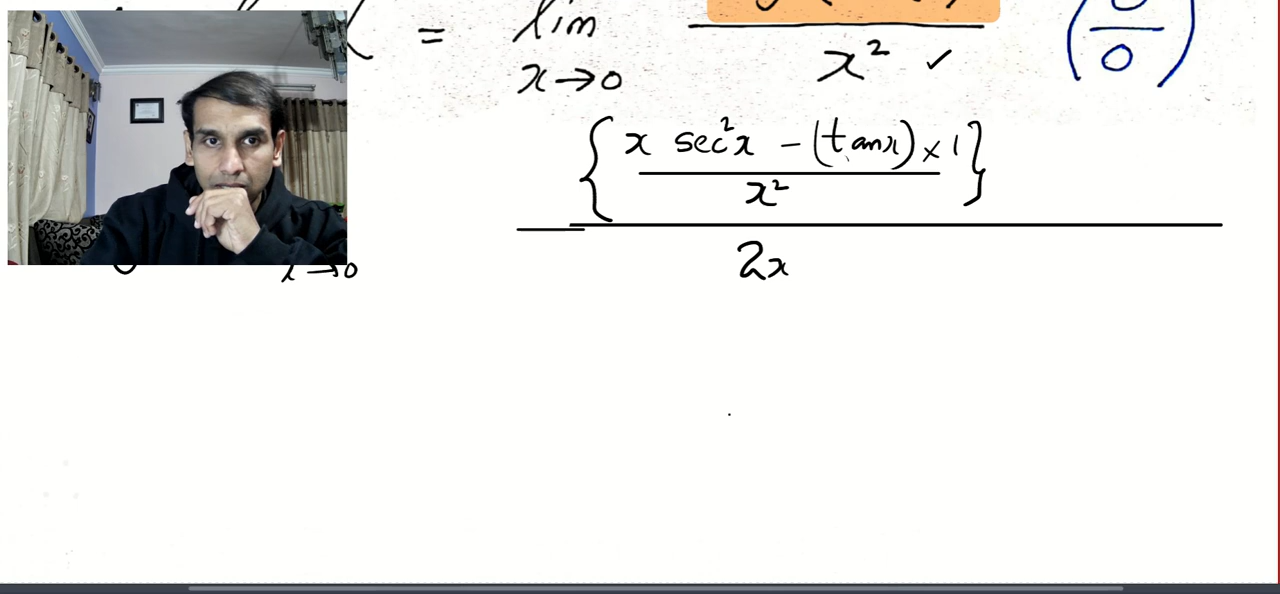 = lim
x→0
x² ✓ (0/0)
{ x sec²x − (tanx) × 1 }
x²
2x
x→0